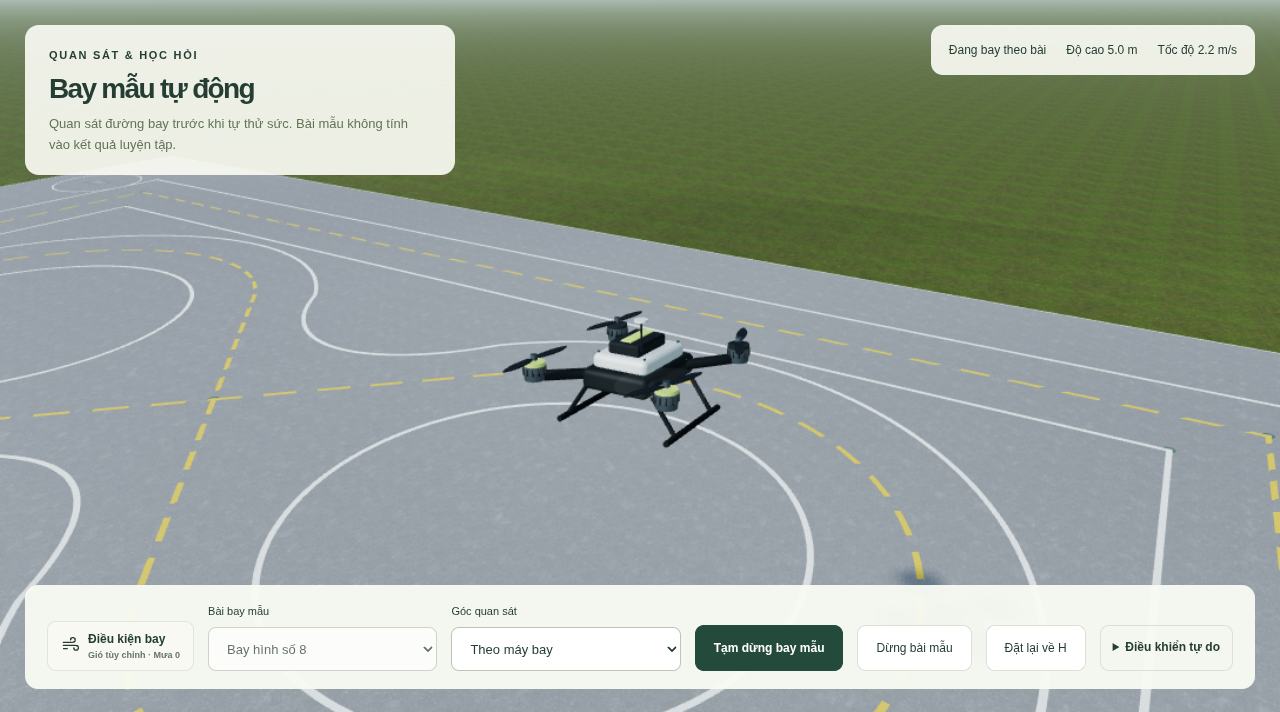 QUAN SÁT & HỌC HỎI
Bay mẫu tự động
Quan sát đường bay trước khi tự thử sức. Bài mẫu không tính
vào kết quả luyện tập.
Đang bay theo bài Độ cao 5.0 m Tốc độ 2.2 m/s
Điều kiện bay
Gió tùy chỉnh · Mưa 0
Bài bay mẫu
Bay hình số 8
Góc quan sát
Theo máy bay
Tạm dừng bay mẫu
Dừng bài mẫu
Đặt lại về H
Điều khiển tự do